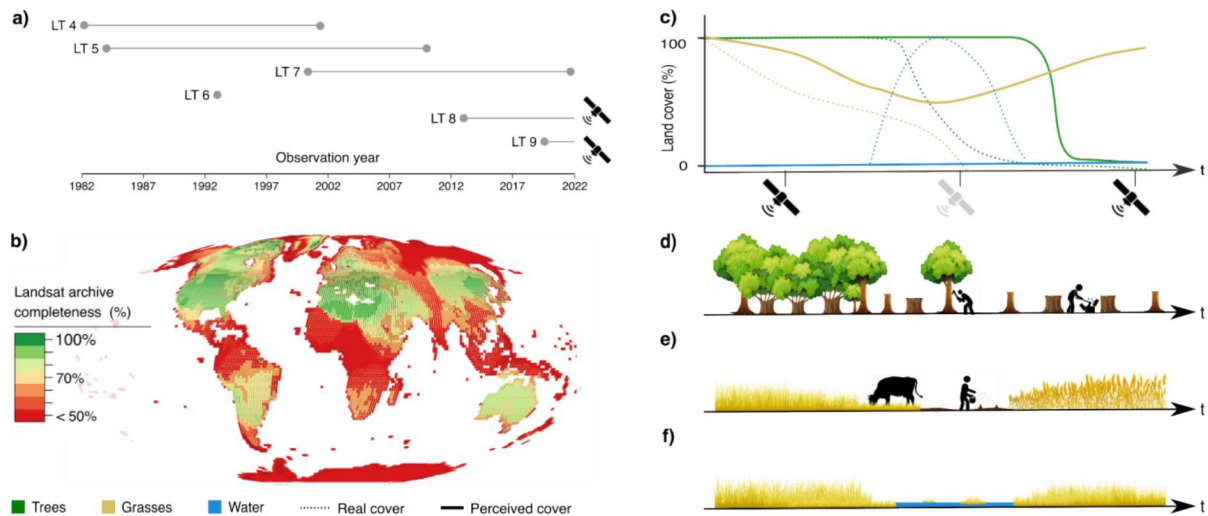 a)
LT 4
LT 5
LT 7
LT 6
LT 8
LT 9
Observation year
1982 1987 1992 1997 2001 2007 2012 2017 2022
b)
Landsat archive
completeness (%)
100%
70%
< 50%
c)
Land cover (%)
100
0
t
d)
t
e)
t
f)
t
Trees Grasses Water Real cover Perceived cover